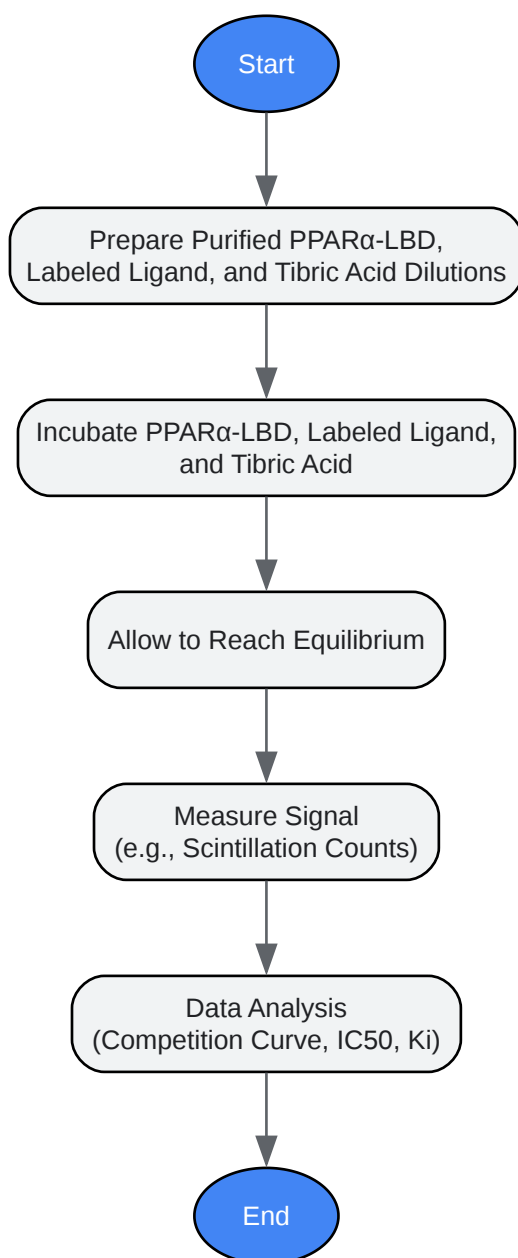 Start
Prepare Purified PPARα-LBD,
Labeled Ligand, and Tibric Acid Dilutions
Incubate PPARα-LBD, Labeled Ligand,
and Tibric Acid
Allow to Reach Equilibrium
Measure Signal
(e.g., Scintillation Counts)
Data Analysis
(Competition Curve, IC50, Ki)
End